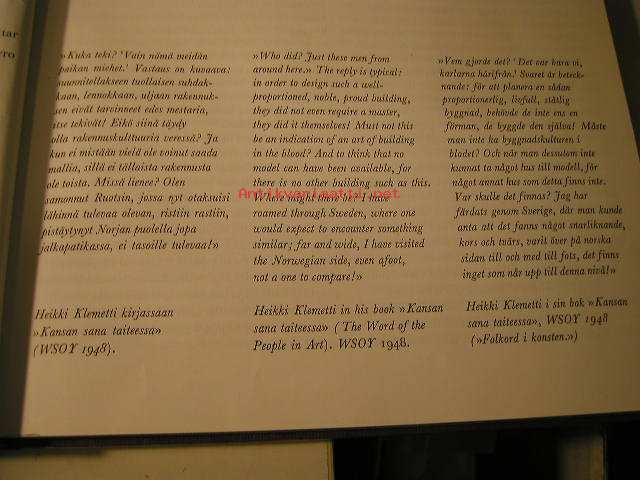 tar
ro
»Kuka teki? 'Vain nämä meidän
paikan miehet.' Vastaus on kuvaava:
suunnitellakseen tuollaisen suhdak-
kaan, lennokkaan, uljaan rakennuk-
sen eivät tarvinneet edes mestaria,
itse tekivät! Eikä siinä täydy
olla rakennuskulttuuria veressä? Ja
kun ei mistään vielä ole voinut saada
mallia, sillä ei tällaista rakennusta
ole toista. Missä lienee? Olen
samonnut Ruotsin, jossa nyt otaksuisi
lähinnä tulevaa olevan, ristiin rastiin,
pistäytynyt Norjan puolella jopa
jalkapatikassa, ei tasoille tulevaa!»
Heikki Klemetti kirjassaan
»Kansan sana taiteessa»
(WSOY 1948).
»Who did? Just these men from
around here.» The reply is typical:
in order to design such a well-
proportioned, noble, proud building,
they did not even require a master,
they did it themselves! Must not this
be an indication of an art of building
in the blood? And to think that no
model can have been available, for
there is no other building such as this.
Where might one be? I have
roamed through Sweden, where one
would expect to encounter something
similar; far and wide, I have visited
the Norwegian side, even afoot,
not a one to compare!»
Heikki Klemetti in his book »Kansan
sana taiteessa» (The Word of the
People in Art). WSOY 1948.
»Vem gjorde det? 'Det var bara vi,
karlarna härifrån.' Svaret är beteck-
nande: för att planera en sådan
proportionerlig, livfull, ståtlig
byggnad, behövde de inte ens en
förman, de byggde den själva! Måste
man inte ha byggnadskulturen i
blodet? Och när man dessutom inte
kunnat ta något hus till modell, för
något annat hus som detta finns inte.
Var skulle det finnas? Jag har
färdats genom Sverige, där man kunde
anta att det fanns något snarliknande,
kors och tvärs, varit över på norska
sidan till och med till fots, det finns
inget som når upp till denna nivå!»
Heikki Klemetti i sin bok »Kansan
sana taiteessa», WSOY 1948
(»Folkord i konsten.»)
Antikvariaatti.net